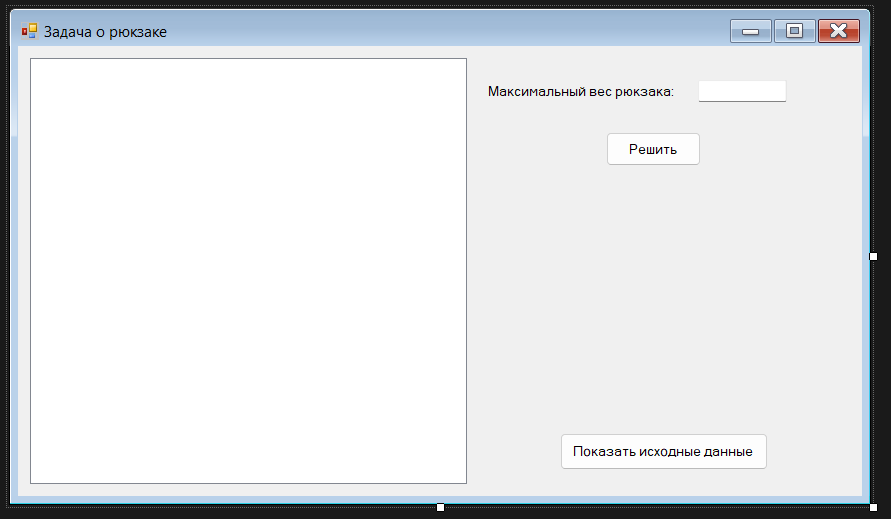 Задача о рюкзаке
Максимальный вес рюкзака:
Решить
Показать исходные данные